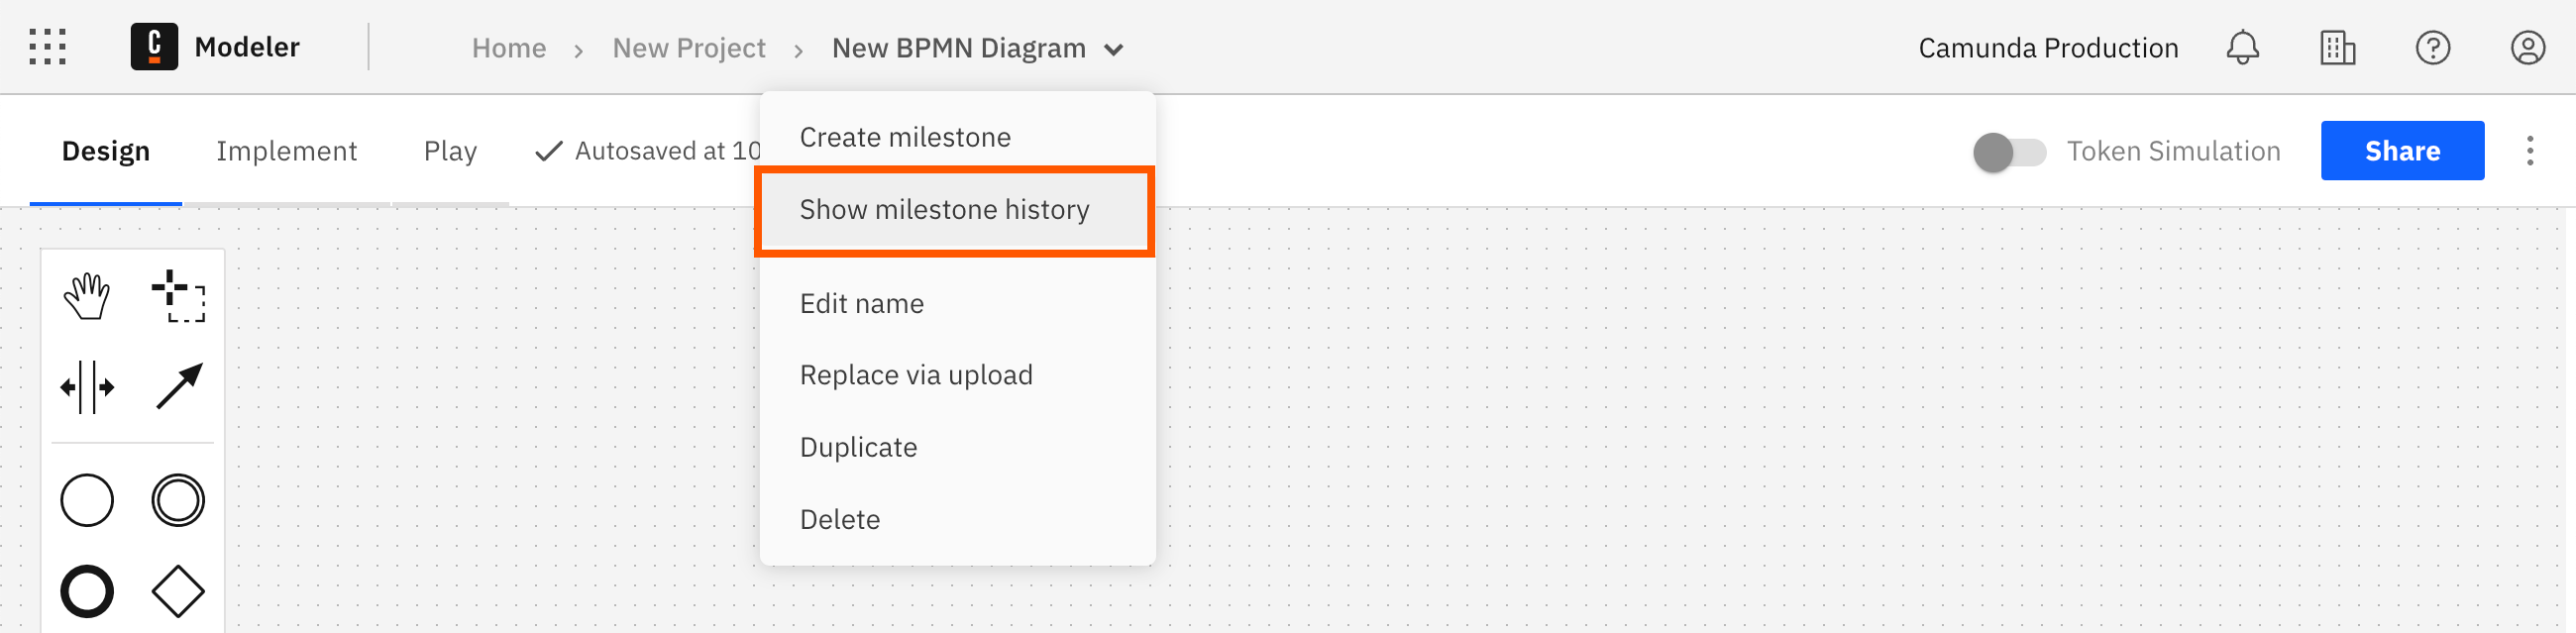 C Modeler Home › New Project › New BPMN Diagram Camunda Production
Design Implement Play Autosaved at 10 Token Simulation Share
Create milestone
Show milestone history
Edit name
Replace via upload
Duplicate
Delete